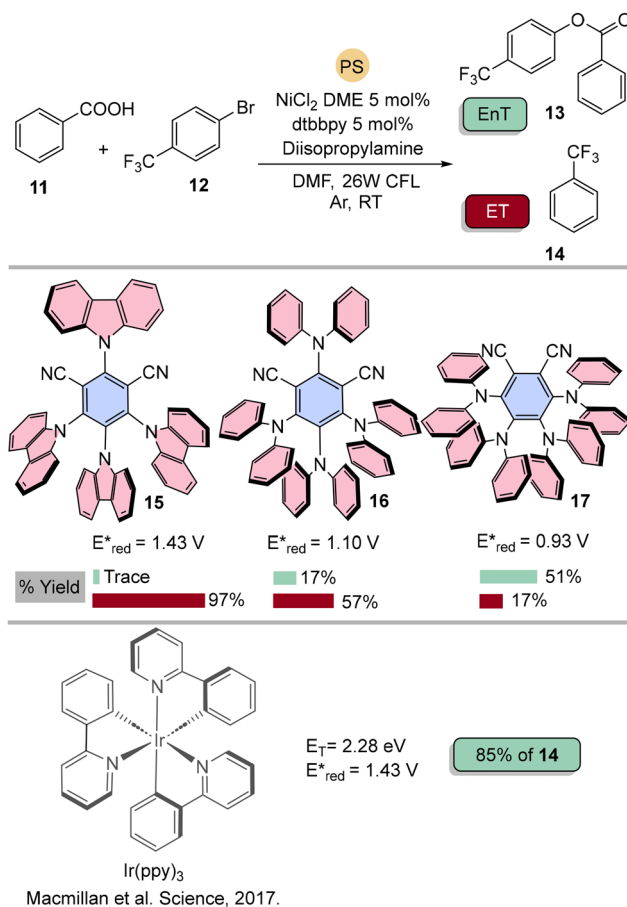 PS
COOH
11
+
Br
F₃C
12
NiCl₂ DME 5 mol%
dtbbpy 5 mol%
Diisopropylamine
DMF, 26W CFL
Ar, RT
O
O
F₃C
13
EnT
CF₃
ET
14
N
NC
CN
N
N
N
15
N
NC
CN
N
N
N
16
NC
CN
N
N
N
N
17
E*red = 1.43 V
E*red = 1.10 V
E*red = 0.93 V
% Yield
Trace
97%
17%
57%
51%
17%
N
Ir
N
N
Ir(ppy)₃
E_T= 2.28 eV
E*red = 1.43 V
85% of 14
Macmillan et al. Science, 2017.